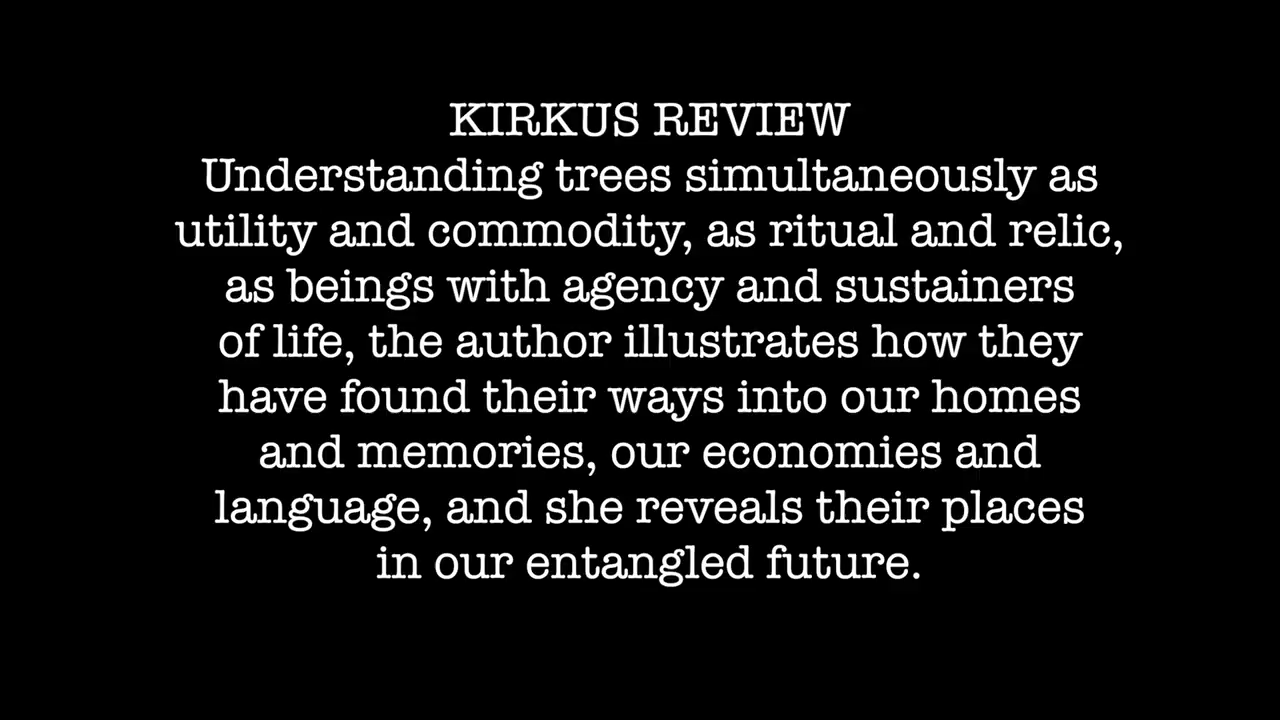 KIRKUS REVIEW
Understanding trees simultaneously as
utility and commodity, as ritual and relic,
as beings with agency and sustainers
of life, the author illustrates how they
have found their ways into our homes
and memories, our economies and
language, and she reveals their places
in our entangled future.